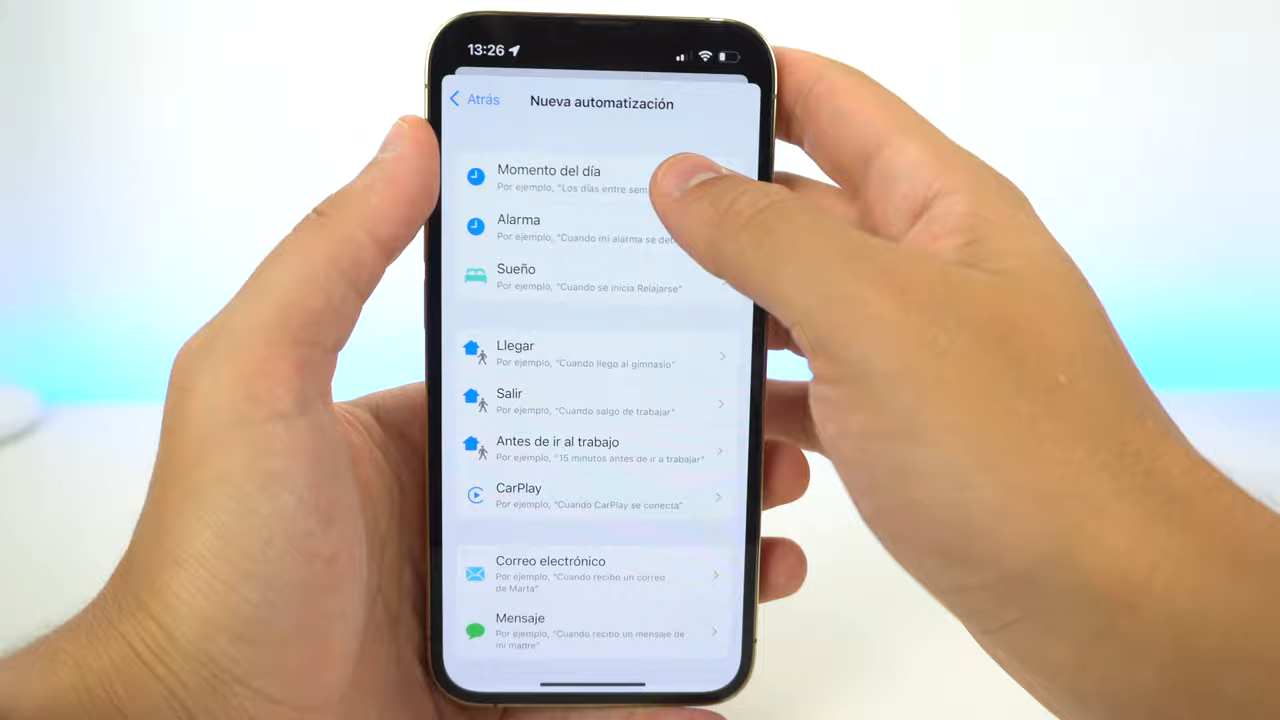 13:26
Atrás
Nueva automatización
Momento del día
Por ejemplo, "Los días entre
Alarma
Por ejemplo, "Cuando mi alarma se
Sueño
Por ejemplo, "Cuando se inicia Relajarse"
Llegar
Por ejemplo, "Cuando llego al gimnasio"
Salir
Por ejemplo, "Cuando salgo de trabajar"
Antes de ir al trabajo
Por ejemplo, "15 minutos antes de ir a trabajar"
CarPlay
Por ejemplo, "Cuando CarPlay se conecta"
Correo electrónico
Por ejemplo, "Cuando recibo un correo
de Marta"
Mensaje
Por ejemplo, "Cuando recibo un mensaje de
mi madre"